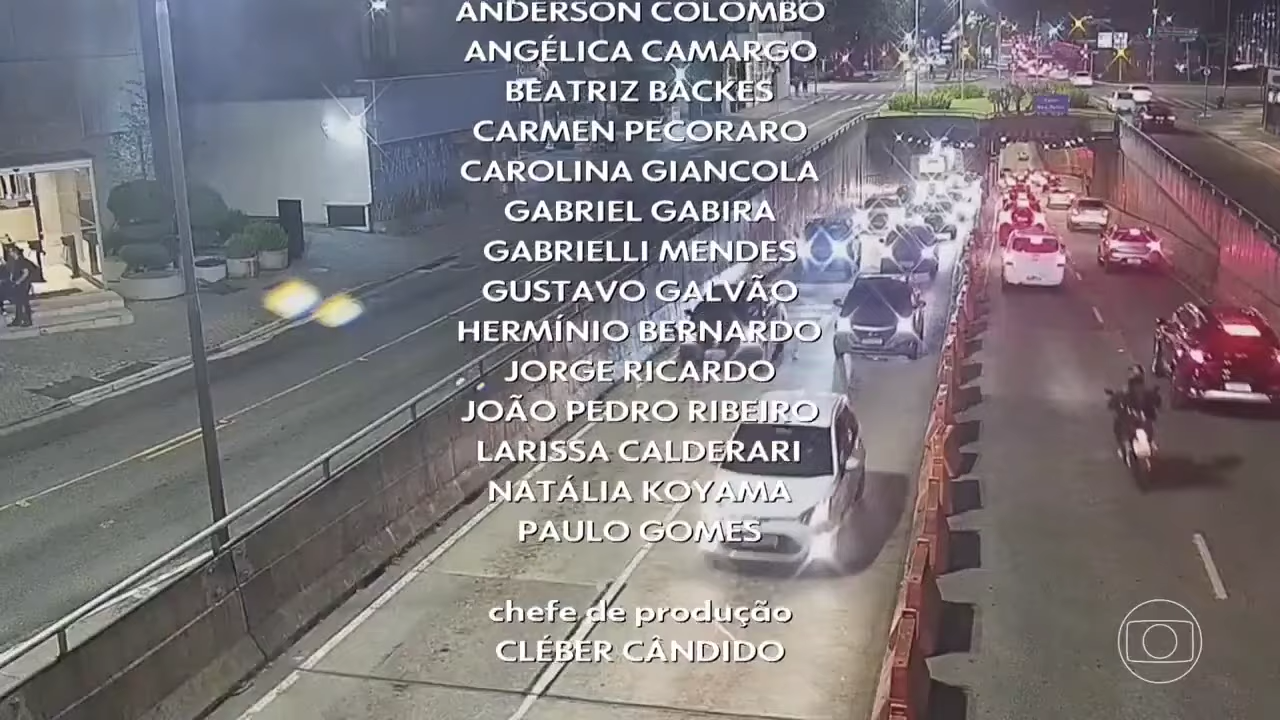 ANDERSON COLOMBO
ANGÉLICA CAMARGO
BEATRIZ BACKES
CARMEN PECORARO
CAROLINA GIANCOLA
GABRIEL GABIRA
GABRIELLI MENDES
GUSTAVO GALVÃO
HERMÍNIO BERNARDO
JORGE RICARDO
JOÃO PEDRO RIBEIRO
LARISSA CALDERARI
NATÁLIA KOYAMA
PAULO GOMES
chefe de produção
CLÉBER CÂNDIDO